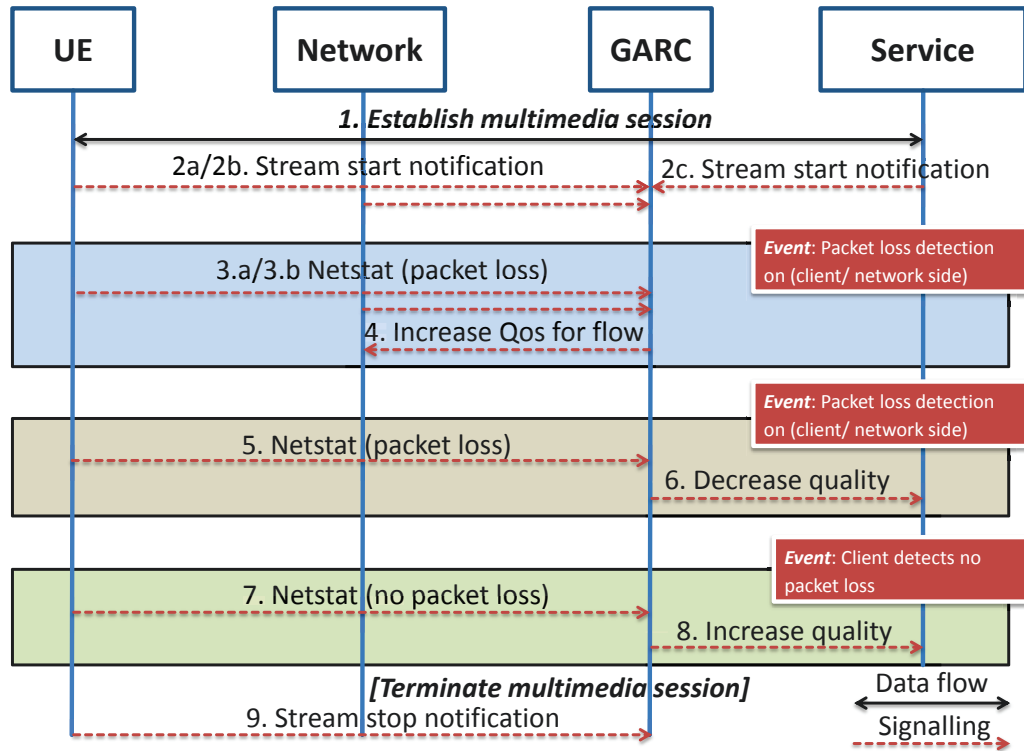 UE
Network
GARC
Service
1. Establish multimedia session
2a/2b. Stream start notification
2c. Stream start notification
Event: Packet loss detection
on (client/ network side)
3.a/3.b Netstat (packet loss)
4. Increase Qos for flow
Event: Packet loss detection
on (client/ network side)
5. Netstat (packet loss)
6. Decrease quality
Event: Client detects no
packet loss
7. Netstat (no packet loss)
8. Increase quality
[Terminate multimedia session]
9. Stream stop notification
Data flow
Signalling